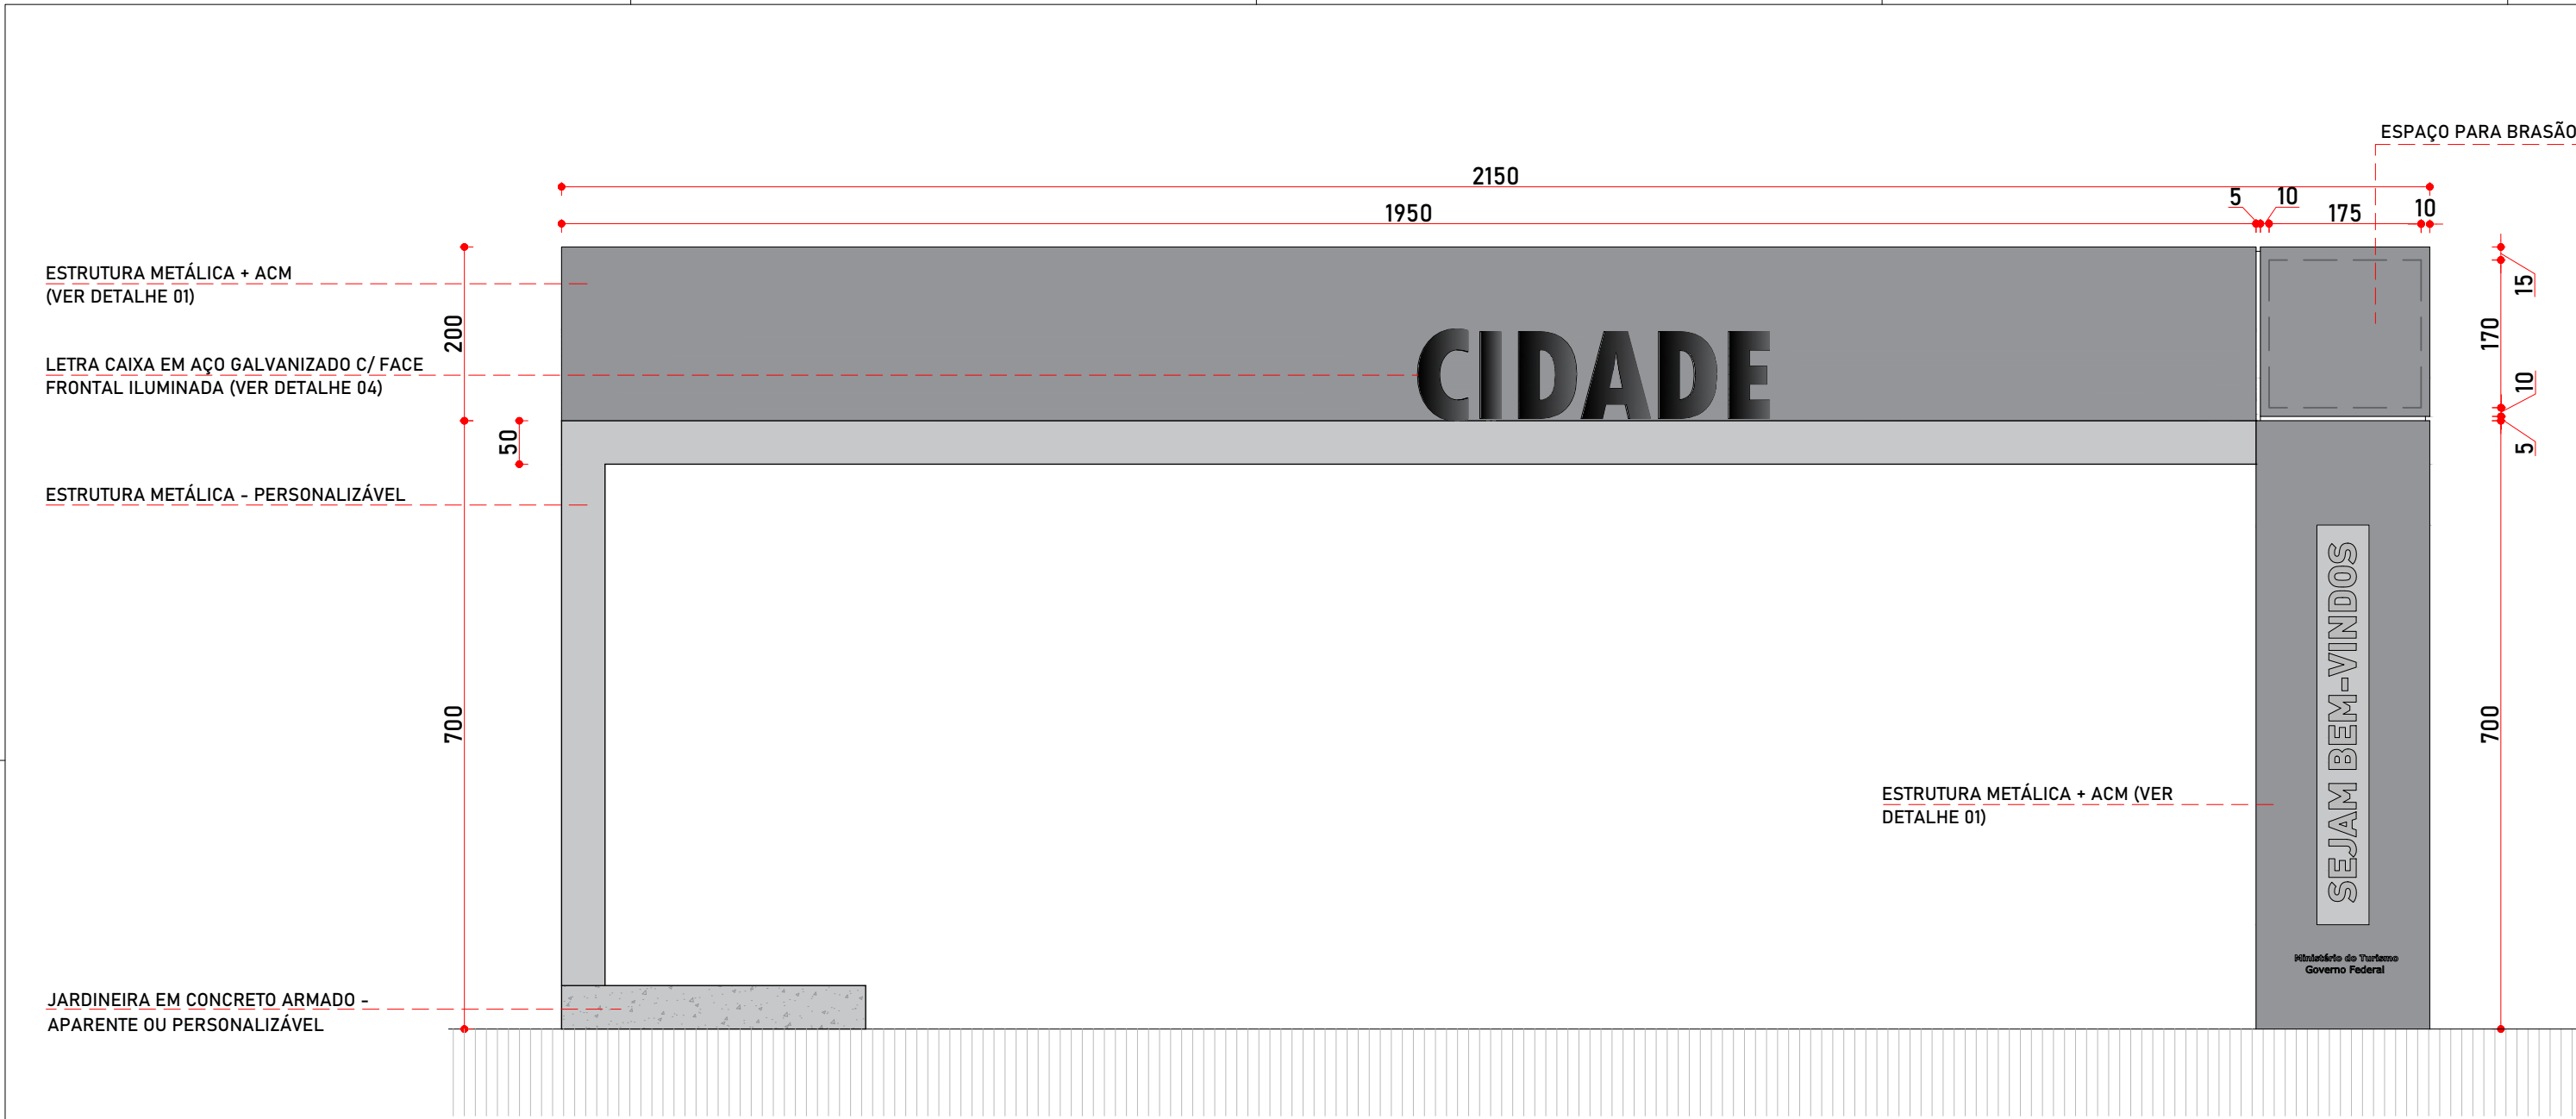 ESPAÇO PARA BRASÃO
2150
1950
5
10
175
10
ESTRUTURA METÁLICA + ACM
(VER DETALHE 01)
200
15
170
10
5
LETRA CAIXA EM AÇO GALVANIZADO C/ FACE
FRONTAL ILUMINADA (VER DETALHE 04)
CIDADE
50
ESTRUTURA METÁLICA - PERSONALIZÁVEL
700
700
SEJAM BEM-VINDOS
ESTRUTURA METÁLICA + ACM (VER
DETALHE 01)
Ministério do Turismo
Governo Federal
JARDINEIRA EM CONCRETO ARMADO -
APARENTE OU PERSONALIZÁVEL